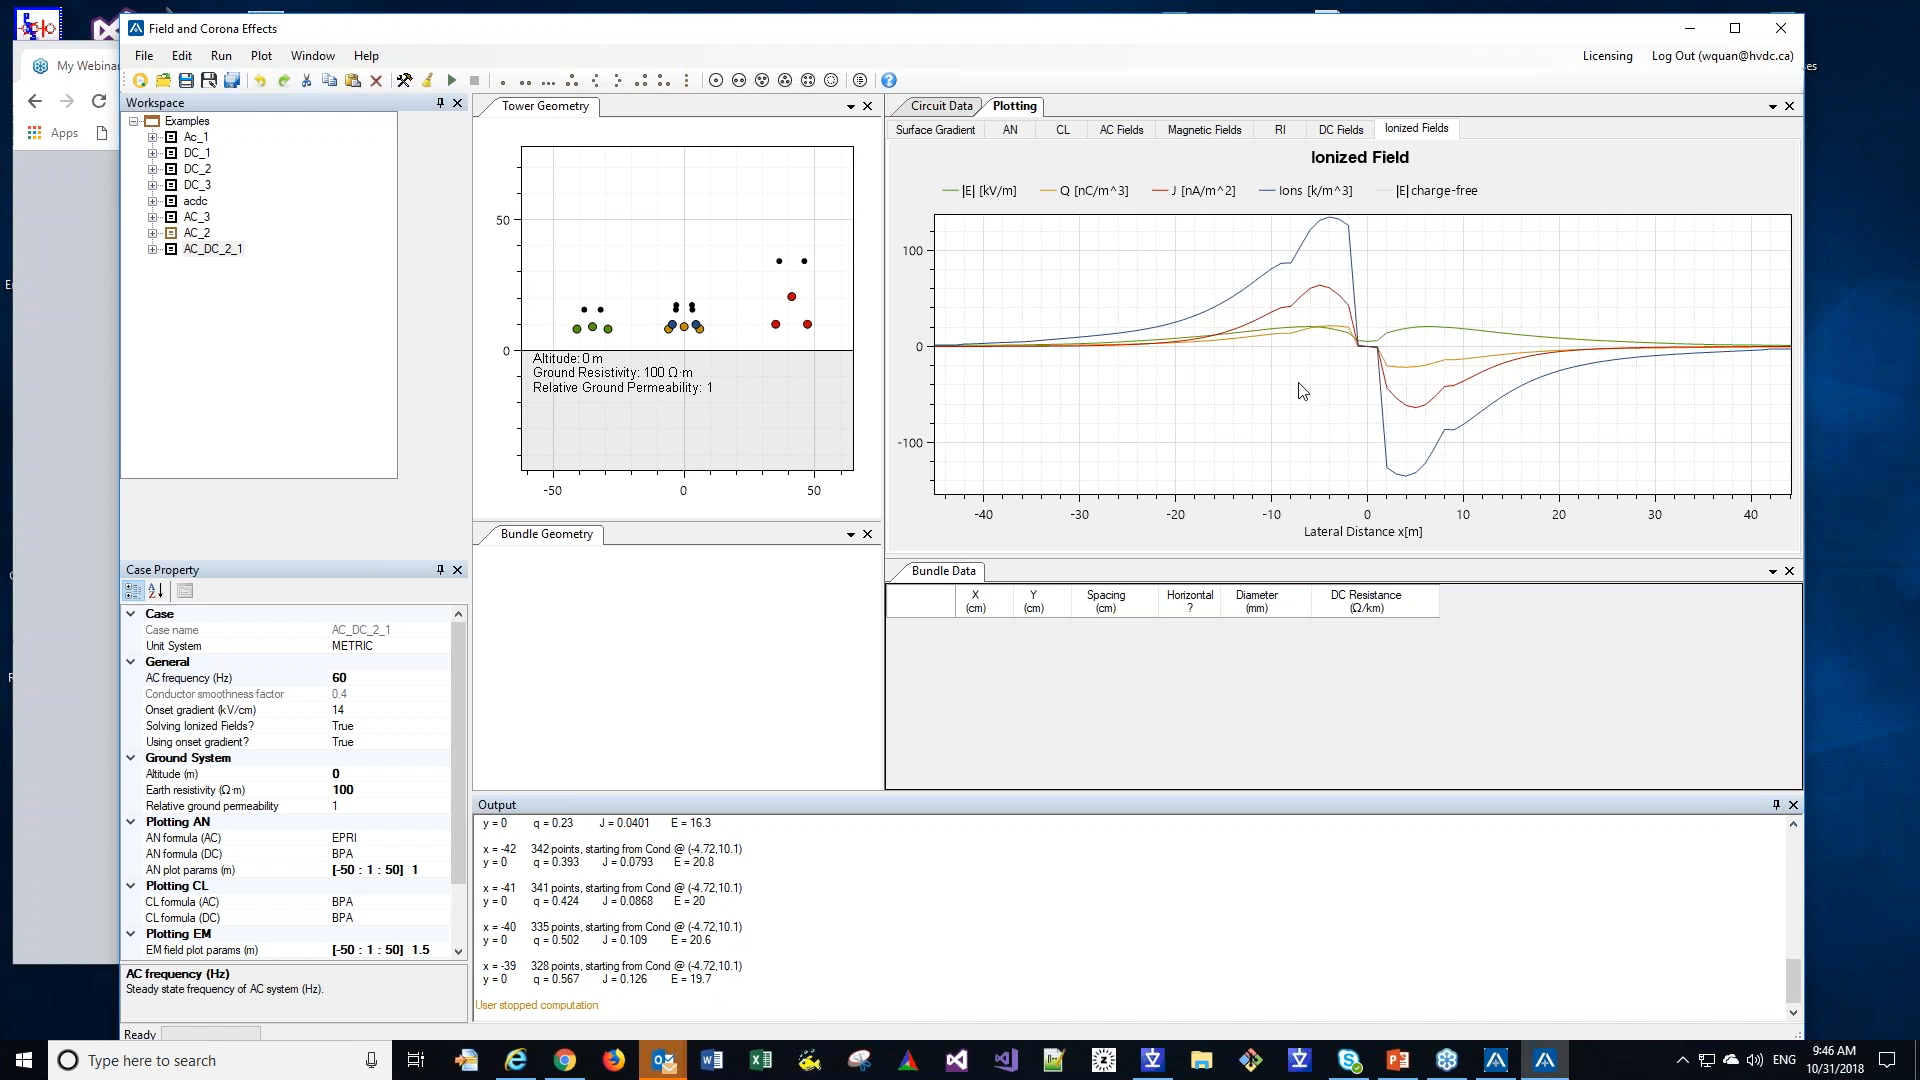 Field and Corona Effects
File Edit Run Plot Window Help
Licensing Log Out (wquan@hvdc.ca)
My Webinar
Apps
Workspace
Examples
Ac_1
DC_1
DC_2
DC_3
acdc
AC_3
AC_2
AC_DC_2_1
Tower Geometry
50
0
Altitude: 0 m
Ground Resistivity: 100 Ω·m
Relative Ground Permeability: 1
-50 0 50
Bundle Geometry
Circuit Data Plotting
Surface Gradient AN CL AC Fields Magnetic Fields RI DC Fields Ionized Fields
Ionized Field
|E| [kV/m] Q [nC/m^3] J [nA/m^2] Ions [k/m^3] |E|charge-free
100
0
-100
-40 -30 -20 -10 0 10 20 30 40
Lateral Distance x[m]
Bundle Data
X (cm) Y (cm) Spacing (cm) Horizontal ? Diameter (mm) DC Resistance (Ω/km)
Case Property
Case
Case name AC_DC_2_1
Unit System METRIC
General
AC frequency (Hz) 60
Conductor smoothness factor 0.4
Onset gradient (kV/cm) 14
Solving Ionized Fields? True
Using onset gradient? True
Ground System
Altitude (m) 0
Earth resistivity (Ω·m) 100
Relative ground permeability 1
Plotting AN
AN formula (AC) EPRI
AN formula (DC) BPA
AN plot params (m) [-50 : 1 : 50] 1
Plotting CL
CL formula (AC) BPA
CL formula (DC) BPA
Plotting EM
EM field plot params (m) [-50 : 1 : 50] 1.5
AC frequency (Hz)
Steady state frequency of AC system (Hz).
Output
y = 0 q = 0.23 J = 0.0401 E = 16.3
x = -42 342 points, starting from Cond @ (-4.72,10.1)
y = 0 q = 0.393 J = 0.0793 E = 20.8
x = -41 341 points, starting from Cond @ (-4.72,10.1)
y = 0 q = 0.424 J = 0.0868 E = 20
x = -40 335 points, starting from Cond @ (-4.72,10.1)
y = 0 q = 0.502 J = 0.109 E = 20.6
x = -39 328 points, starting from Cond @ (-4.72,10.1)
y = 0 q = 0.567 J = 0.126 E = 19.7
User stopped computation
Ready
Type here to search
ENG
9:46 AM
10/31/2018